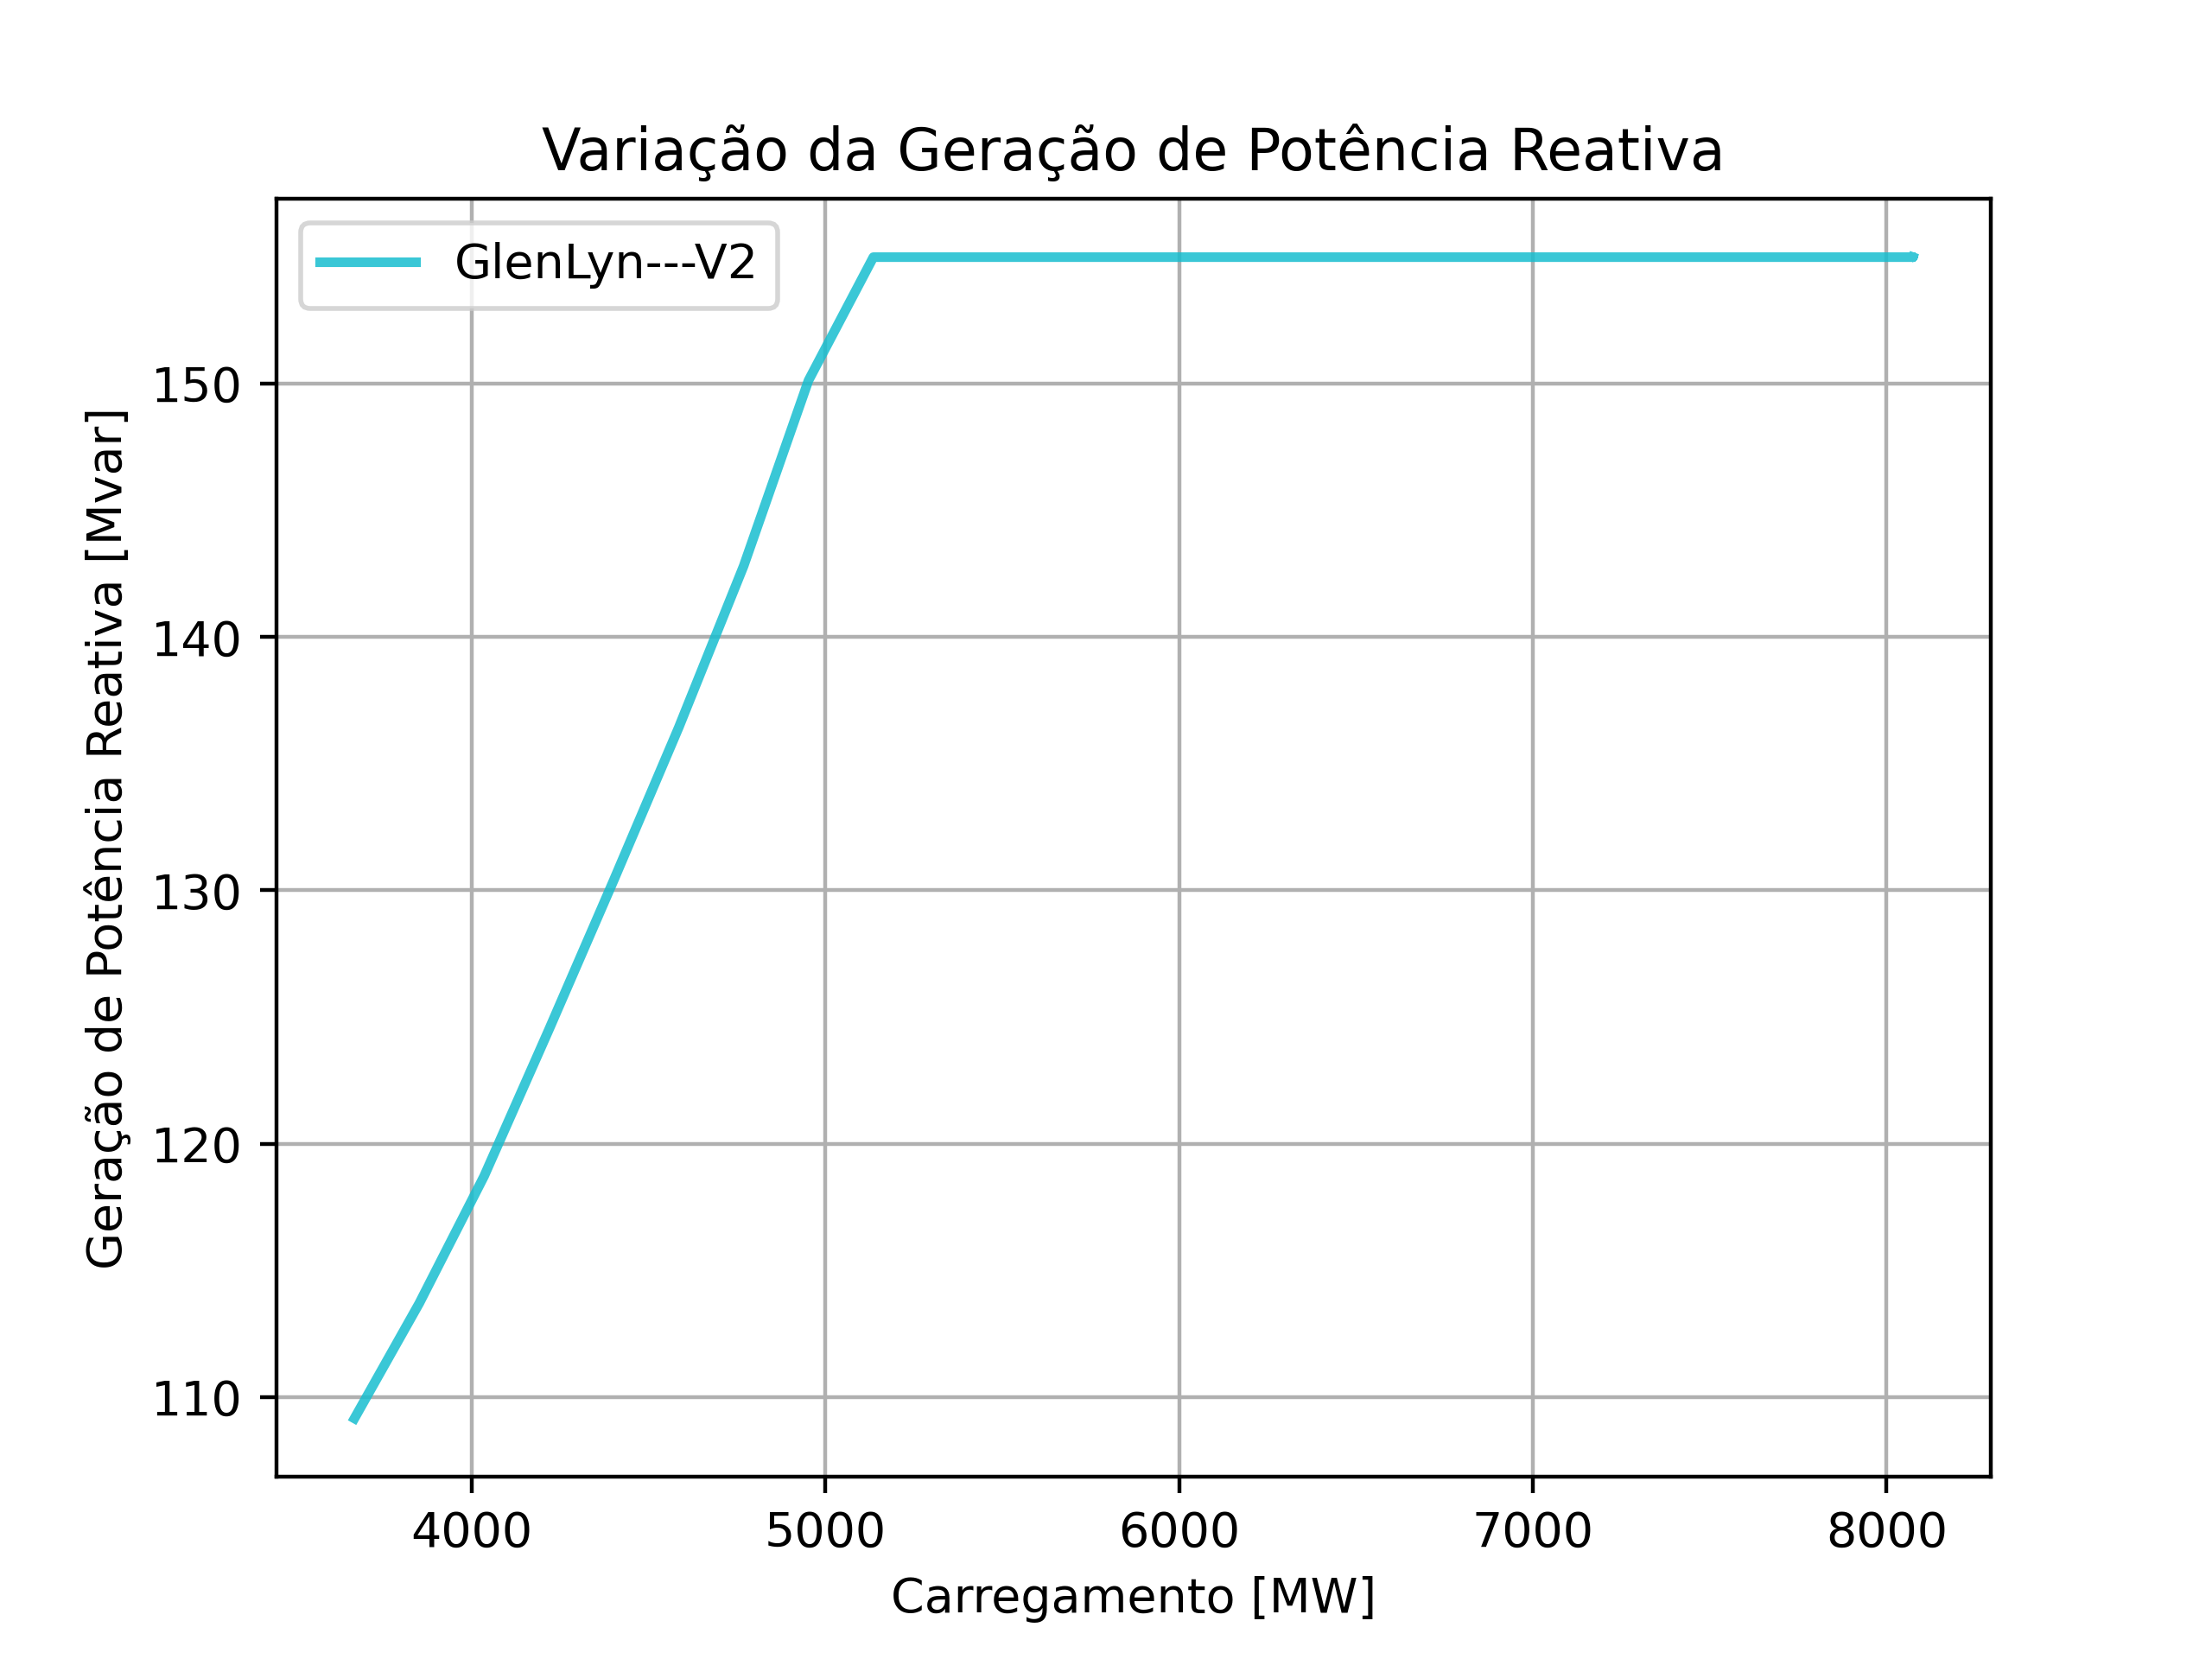 Variação da Geração de Potência Reativa
GlenLyn---V2
Geração de Potência Reativa [Mvar]
150
140
130
120
110
4000 5000 6000 7000 8000
Carregamento [MW]